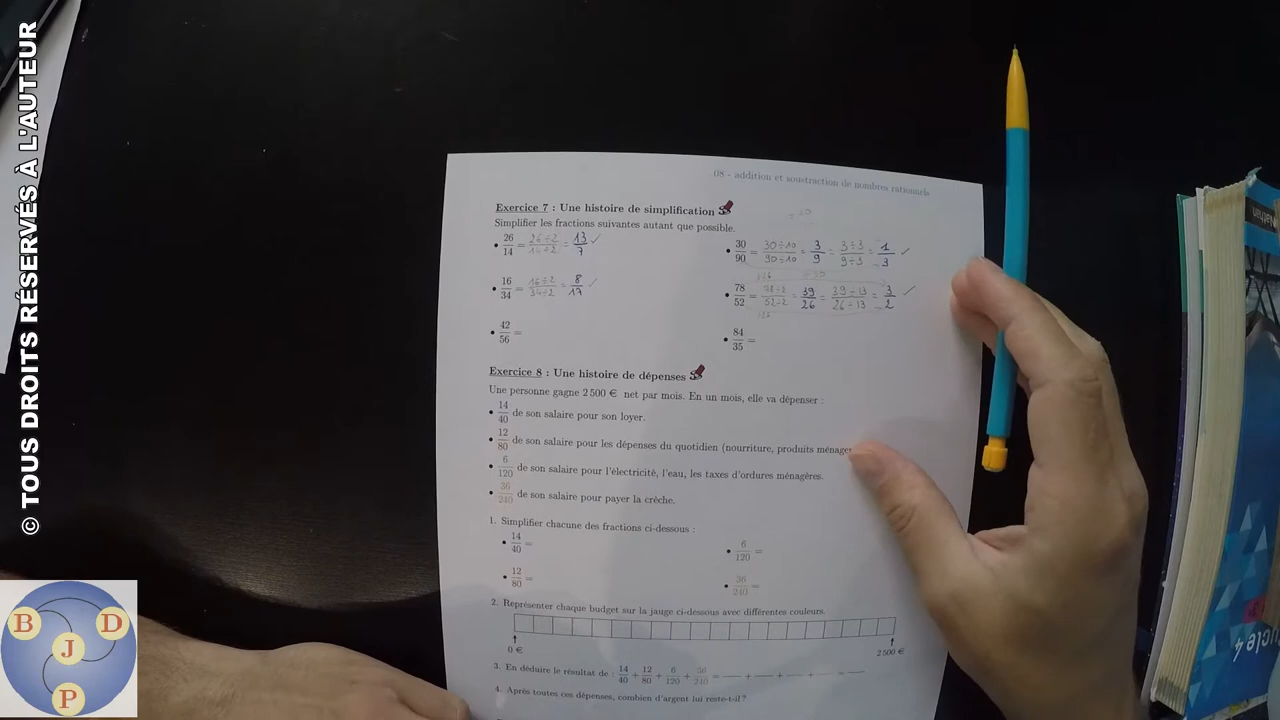 © TOUS DROITS RÉSERVÉS À L'AUTEUR
08 - addition et soustraction de nombres rationnels
Exercice 7 : Une histoire de simplification
Simplifier les fractions suivantes autant que possible.
• 26/14 = 26÷2/14÷2 = 13/7 ✓
• 30/90 = 30÷10/90÷10 = 3/9 = 3÷3/9÷3 = 1/3 ✓
• 16/34 = 16÷2/34÷2 = 8/17 ✓
• 78/52 = 78÷2/52÷2 = 39/26 = 39÷13/26÷13 = 3/2 ✓
• 42/56 =
• 84/35 =
Exercice 8 : Une histoire de dépenses
Une personne gagne 2 500 € net par mois. En un mois, elle va dépenser :
• 14/40 de son salaire pour son loyer.
• 12/80 de son salaire pour les dépenses du quotidien (nourriture, produits ménager
• 6/120 de son salaire pour l'électricité, l'eau, les taxes d'ordures ménagères.
• 36/240 de son salaire pour payer la crèche.
1. Simplifier chacune des fractions ci-dessous :
• 14/40 =
• 6/120 =
• 12/80 =
• 36/240 =
2. Représenter chaque budget sur la jauge ci-dessous avec différentes couleurs.
0 €
2 500 €
3. En déduire le résultat de : 14/40 + 12/80 + 6/120 + 36/240 = — + — + — + — = —
4. Après toutes ces dépenses, combien d'argent lui reste-t-il ?
B D
J
P
Nathan
cycle 4